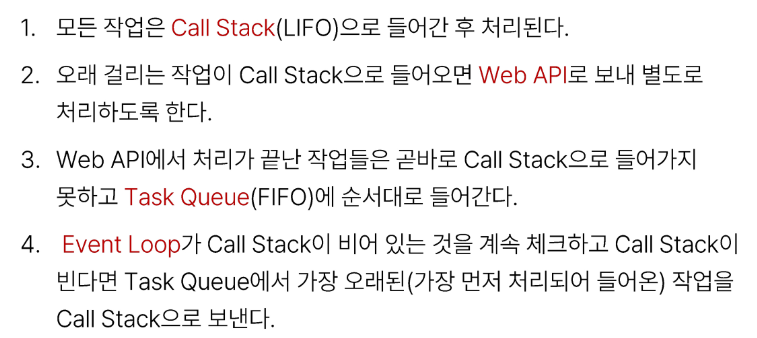 1. 모든 작업은 Call Stack(LIFO)으로 들어간 후 처리된다.
2. 오래 걸리는 작업이 Call Stack으로 들어오면 Web API로 보내 별도로
처리하도록 한다.
3. Web API에서 처리가 끝난 작업들은 곧바로 Call Stack으로 들어가지
못하고 Task Queue(FIFO)에 순서대로 들어간다.
4. Event Loop가 Call Stack이 비어 있는 것을 계속 체크하고 Call Stack이
빈다면 Task Queue에서 가장 오래된(가장 먼저 처리되어 들어온) 작업을
Call Stack으로 보낸다.